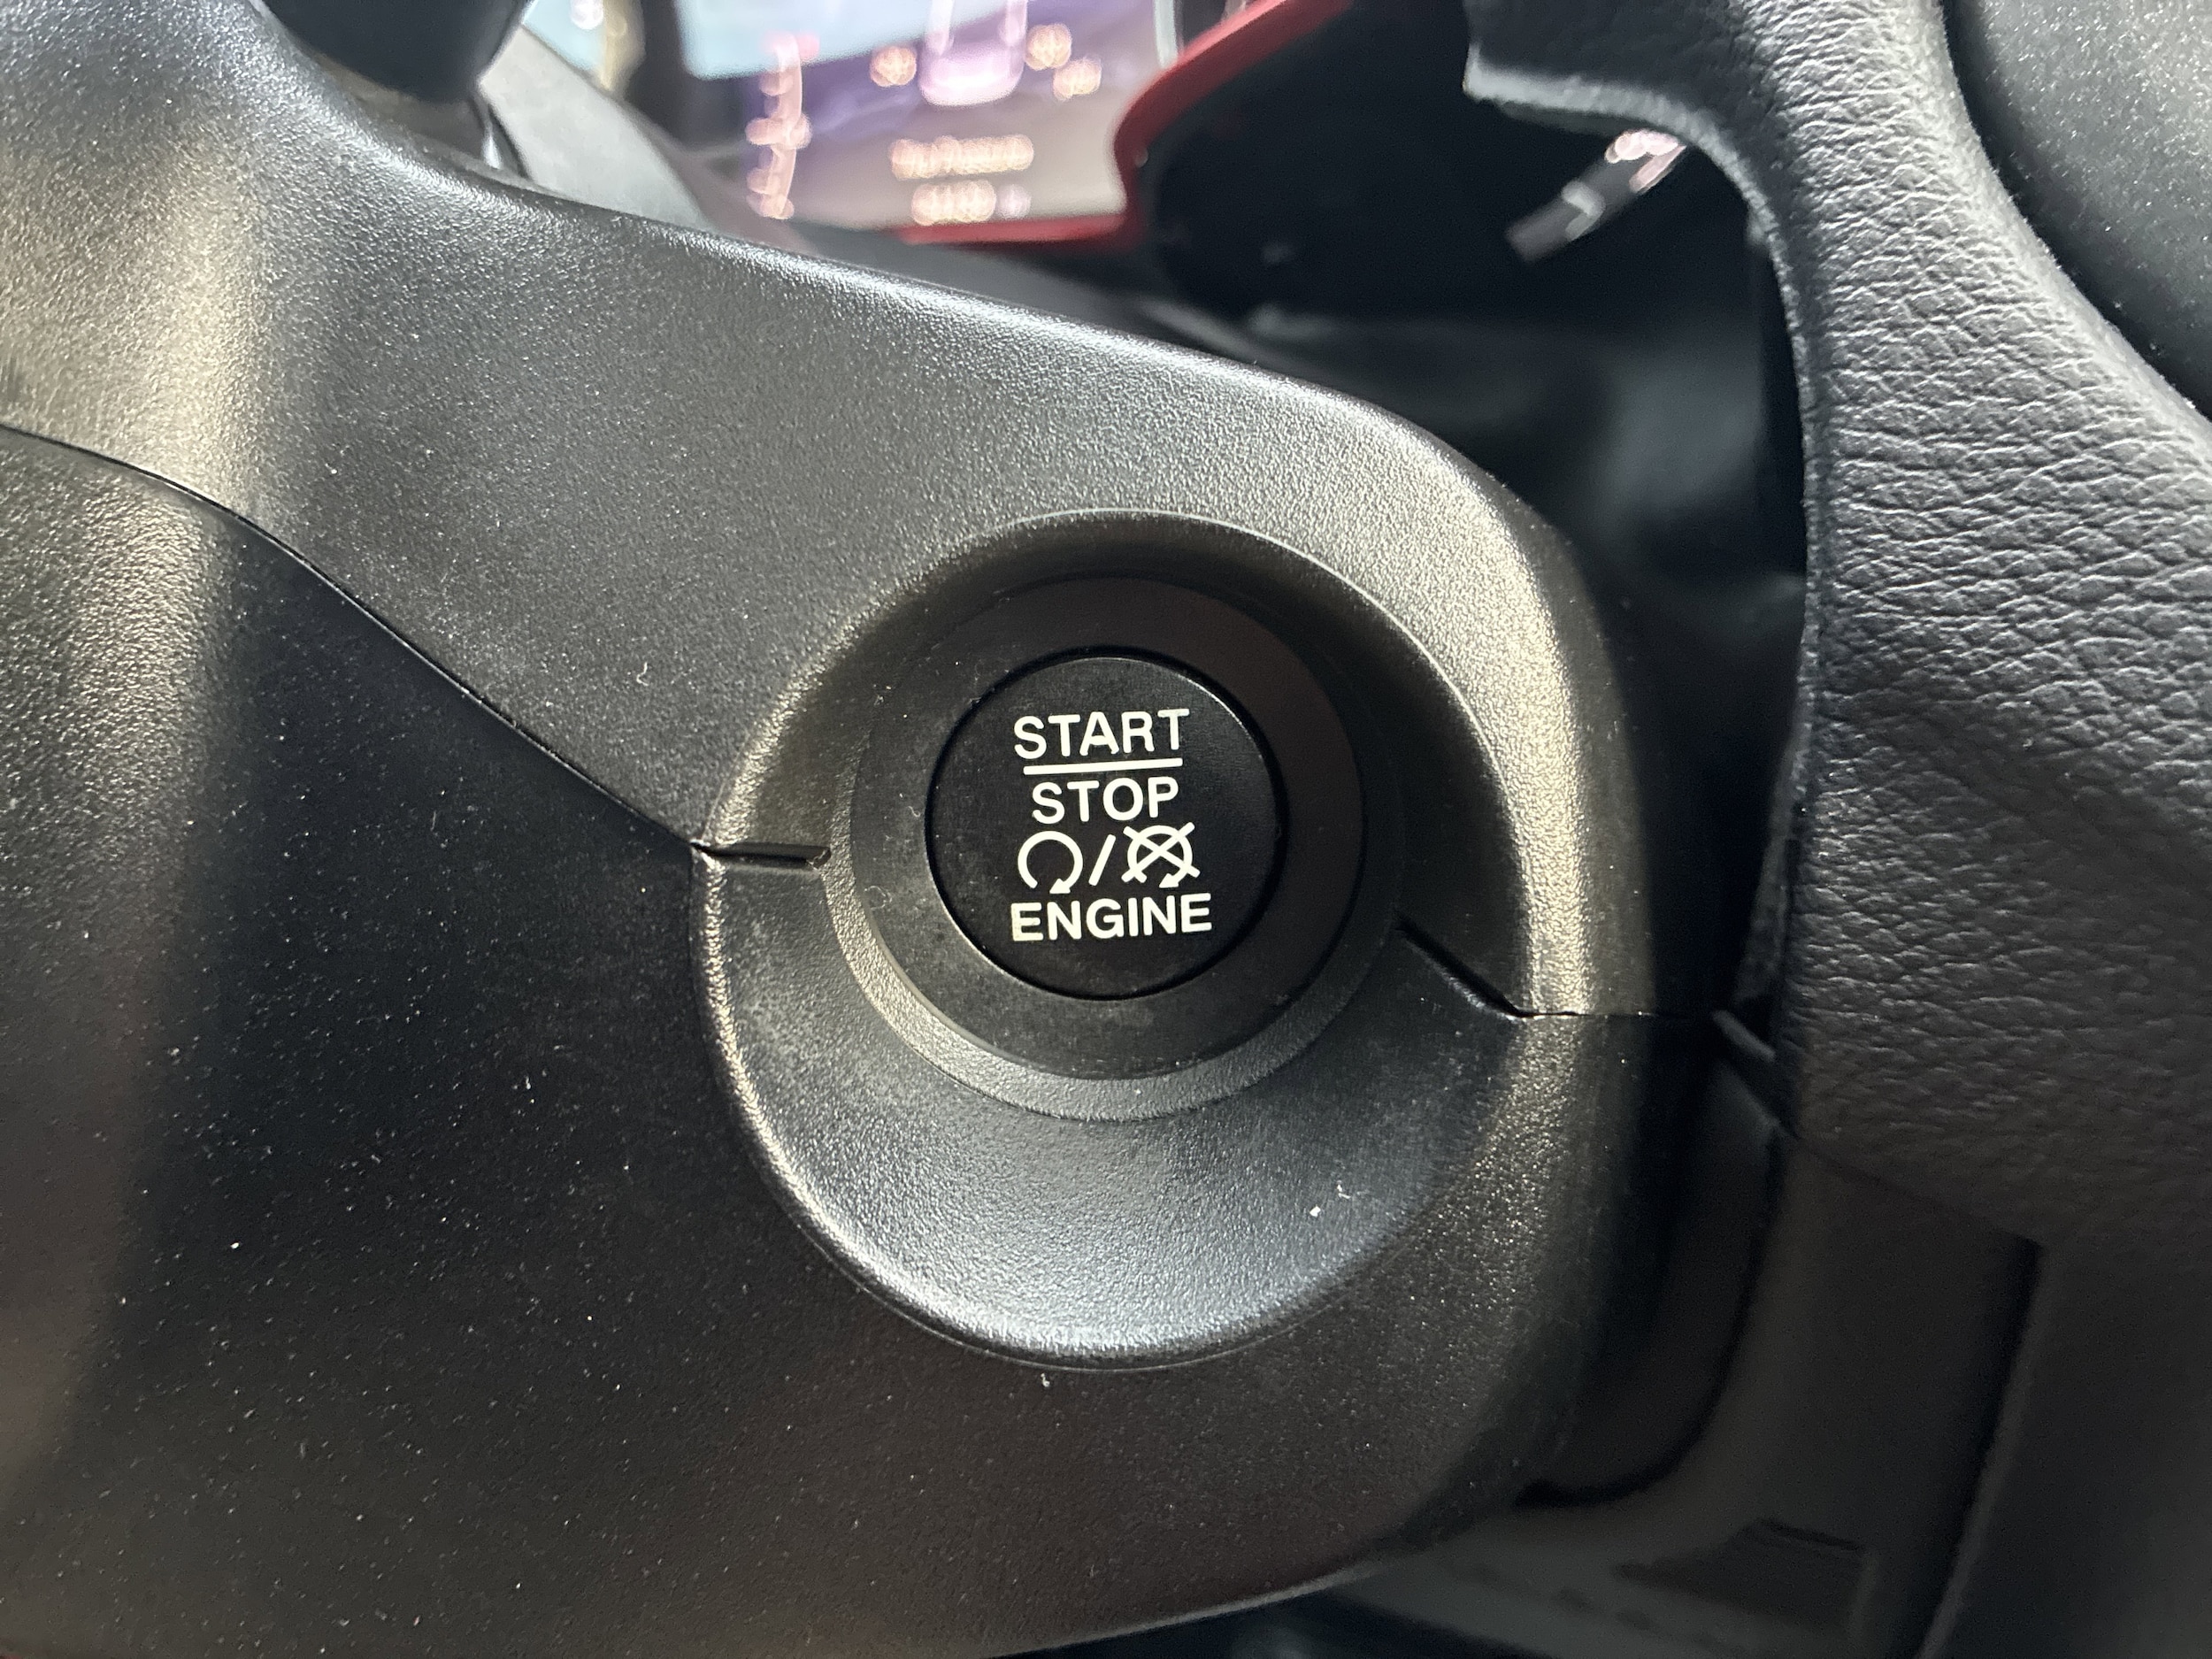 START
STOP
/
ENGINE